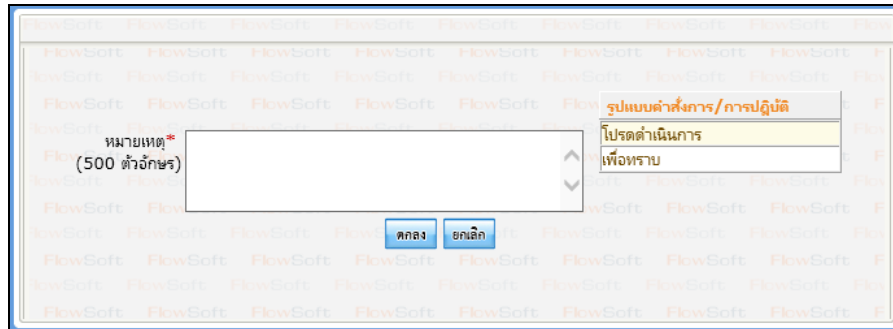 รูปแบบคำสั่งการ/การปฏิบัติ
หมายเหตุ*
(500 ตัวอักษร)
โปรดดำเนินการ
เพื่อทราบ
ตกลง
ยกเลิก
FlowSoft